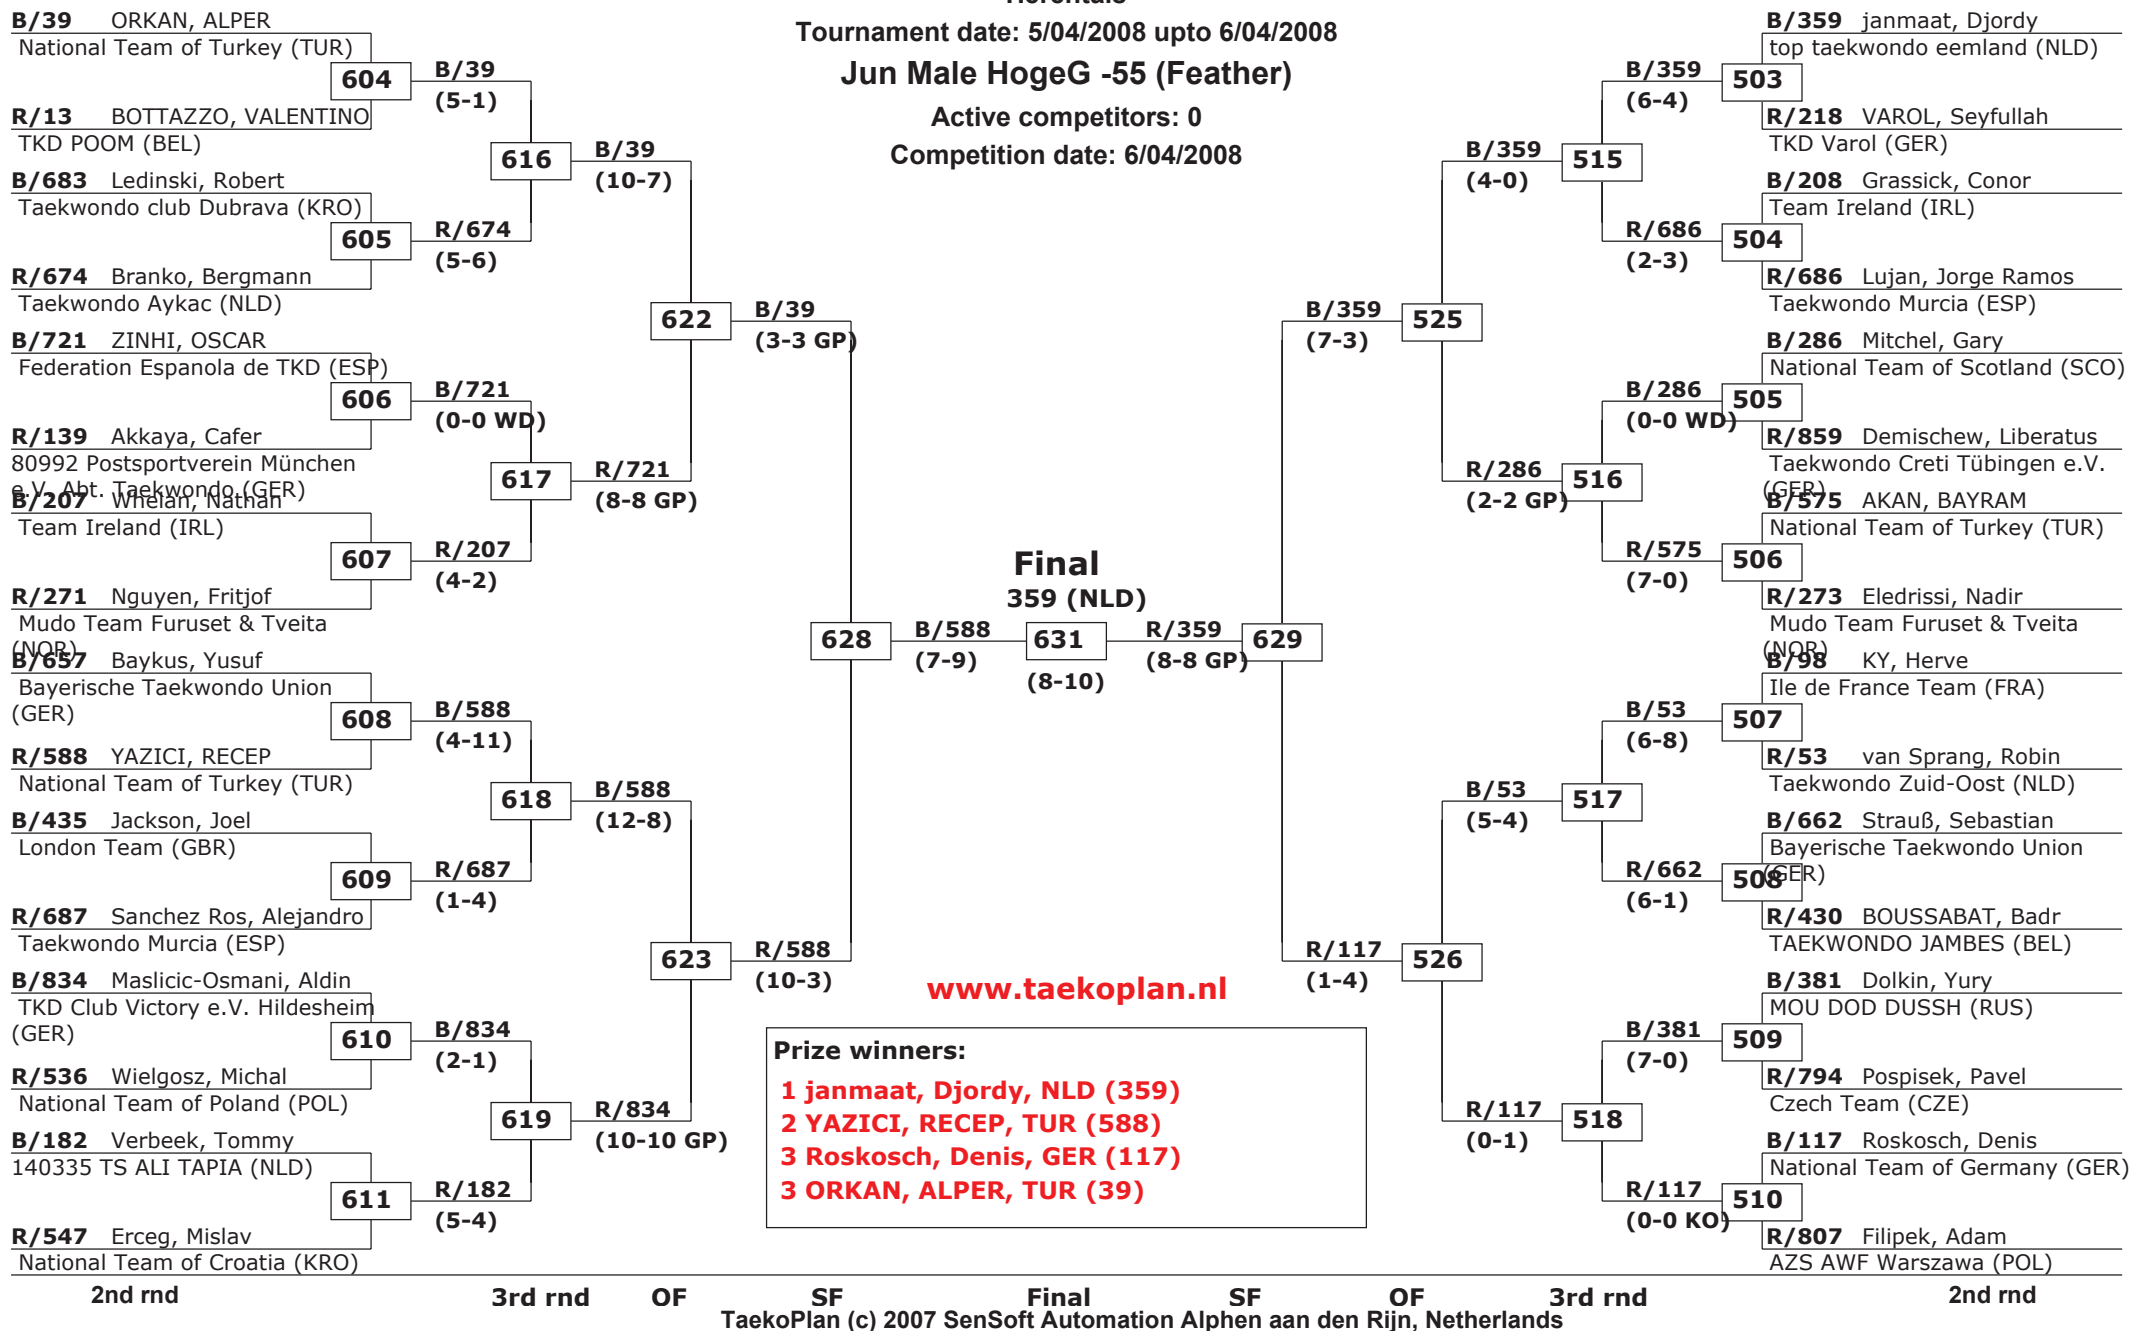 Tournament date: 5/04/2008 upto 6/04/2008
Jun Male HogeG -55 (Feather)
Active competitors: 0
Competition date: 6/04/2008
B/39 ORKAN, ALPER
National Team of Turkey (TUR)
604
R/13 BOTTAZZO, VALENTINO
TKD POOM (BEL)
B/683 Ledinski, Robert
Taekwondo club Dubrava (KRO)
605
R/674 Branko, Bergmann
Taekwondo Aykac (NLD)
B/721 ZINHI, OSCAR
Federation Espanola de TKD (ESP)
606
R/139 Akkaya, Cafer
80992 Postsportverein München
e.V. Abt. Taekwondo (GER)
B/207 Whelan, Nathan
Team Ireland (IRL)
607
R/271 Nguyen, Fritjof
Mudo Team Furuset & Tveita
(NOR)
B/657 Baykus, Yusuf
Bayerische Taekwondo Union
(GER)
608
R/588 YAZICI, RECEP
National Team of Turkey (TUR)
B/435 Jackson, Joel
London Team (GBR)
609
R/687 Sanchez Ros, Alejandro
Taekwondo Murcia (ESP)
B/834 Maslicic-Osmani, Aldin
TKD Club Victory e.V. Hildesheim
(GER)
610
R/536 Wielgosz, Michal
National Team of Poland (POL)
B/182 Verbeek, Tommy
140335 TS ALI TAPIA (NLD)
611
R/547 Erceg, Mislav
National Team of Croatia (KRO)
B/39
(5-1)
616
R/674
(5-6)
B/721
(0-0 WD)
617
R/207
(4-2)
B/588
(4-11)
618
R/687
(1-4)
B/834
(2-1)
619
R/182
(5-4)
B/39
(10-7)
622
R/721
(8-8 GP)
B/588
(12-8)
623
R/834
(10-10 GP)
B/39
(3-3 GP)
628
R/588
(10-3)
B/588
(7-9)
Final
359 (NLD)
631
(8-10)
R/359
(8-8 GP)
629
B/359
(7-3)
525
R/117
(1-4)
526
B/359
(4-0)
515
R/286
(2-2 GP)
516
B/53
(5-4)
517
R/117
(0-1)
518
B/359
(6-4)
R/686
(2-3)
B/286
(0-0 WD)
R/575
(7-0)
B/53
(6-8)
R/662
(6-1)
B/381
(7-0)
R/117
(0-0 KO)
B/359 janmaat, Djordy
top taekwondo eemland (NLD)
503
R/218 VAROL, Seyfullah
TKD Varol (GER)
B/208 Grassick, Conor
Team Ireland (IRL)
504
R/686 Lujan, Jorge Ramos
Taekwondo Murcia (ESP)
B/286 Mitchel, Gary
National Team of Scotland (SCO)
505
R/859 Demischew, Liberatus
Taekwondo Creti Tübingen e.V.
(GER)
B/575 AKAN, BAYRAM
National Team of Turkey (TUR)
506
R/273 Eledrissi, Nadir
Mudo Team Furuset & Tveita
(NOR)
B/98 KY, Herve
Ile de France Team (FRA)
507
R/53 van Sprang, Robin
Taekwondo Zuid-Oost (NLD)
B/662 Strauß, Sebastian
Bayerische Taekwondo Union
(GER)
508
R/430 BOUSSABAT, Badr
TAEKWONDO JAMBES (BEL)
B/381 Dolkin, Yury
MOU DOD DUSSH (RUS)
509
R/794 Pospisek, Pavel
Czech Team (CZE)
B/117 Roskosch, Denis
National Team of Germany (GER)
510
R/807 Filipek, Adam
AZS AWF Warszawa (POL)
www.taekoplan.nl
Prize winners:
1 janmaat, Djordy, NLD (359)
2 YAZICI, RECEP, TUR (588)
3 Roskosch, Denis, GER (117)
3 ORKAN, ALPER, TUR (39)
2nd rnd 3rd rnd OF SF Final SF OF 3rd rnd 2nd rnd
TaekoPlan (c) 2007 SenSoft Automation Alphen aan den Rijn, Netherlands